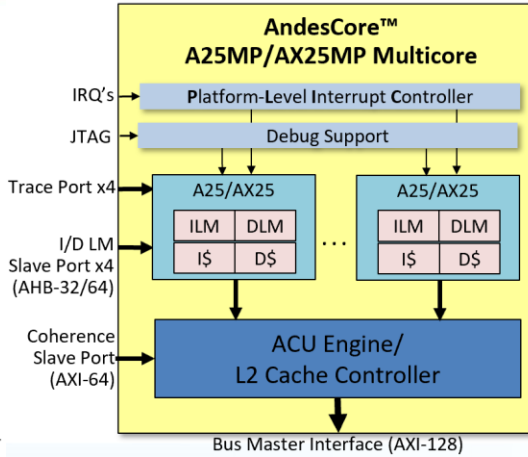 AndesCore™
A25MP/AX25MP Multicore
IRQ's
Platform-Level Interrupt Controller
JTAG
Debug Support
Trace Port x4
A25/AX25
A25/AX25
ILM
DLM
ILM
DLM
I/D LM
Slave Port x4
(AHB-32/64)
I$
D$
...
I$
D$
Coherence
Slave Port
(AXI-64)
ACU Engine/
L2 Cache Controller
Bus Master Interface (AXI-128)